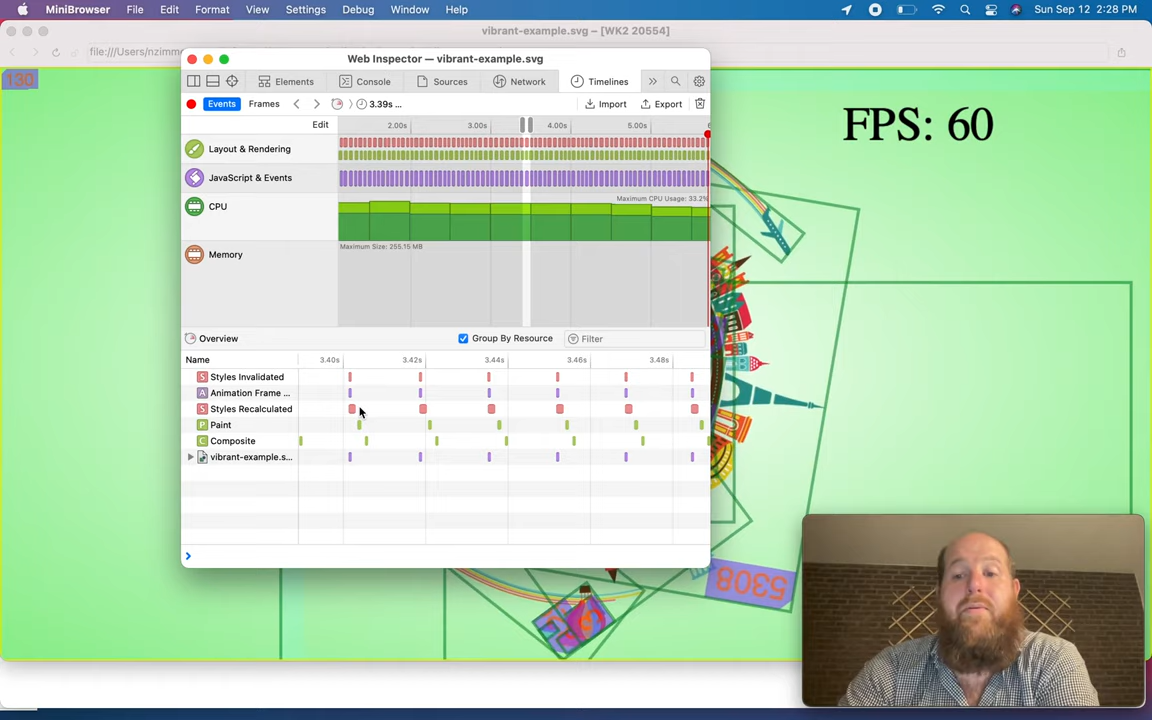 MiniBrowser File Edit Format View Settings Debug Window Help Sun Sep 12 2:28 PM
vibrant-example.svg – [WK2 20554]
file:///Users/nzimme
130
Web Inspector — vibrant-example.svg
Elements Console Sources Network Timelines
Events Frames 3.39s ... Import Export
FPS: 60
Edit 2.00s 3.00s 4.00s 5.00s
Layout & Rendering
JavaScript & Events
CPU Maximum CPU Usage: 33.2%
Memory Maximum Size: 255.15 MB
Overview Group By Resource Filter
Name 3.40s 3.42s 3.44s 3.46s 3.48s
S Styles Invalidated
A Animation Frame ...
S Styles Recalculated
P Paint
C Composite
vibrant-example.s...
5308